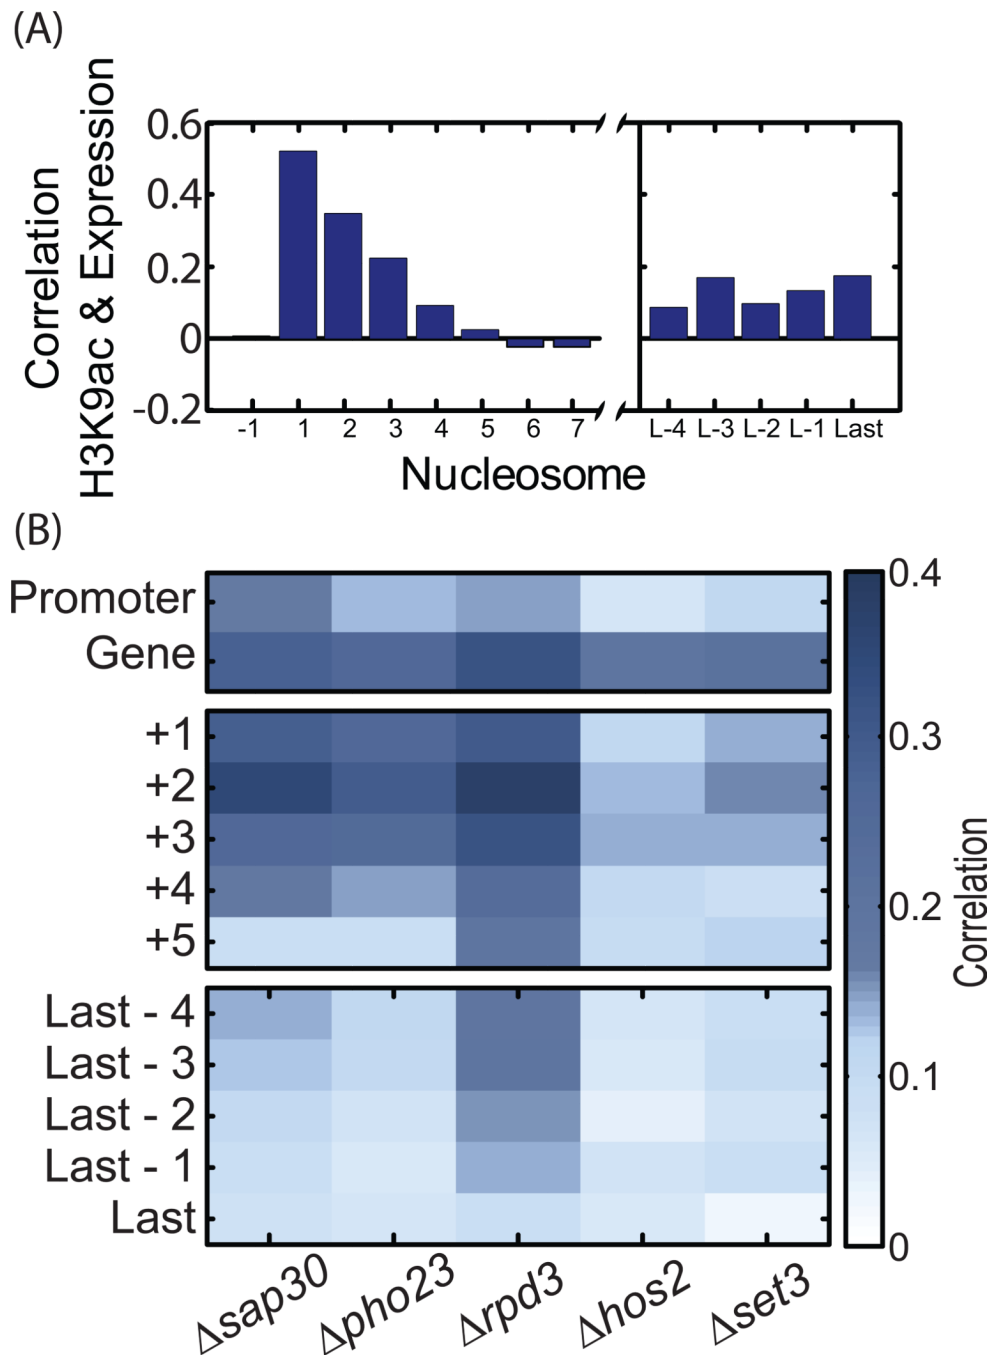 (A)
Correlation
H3K9ac & Expression
0.6
0.4
0.2
0
-0.2
-1 1 2 3 4 5 6 7 L-4 L-3 L-2 L-1 Last
Nucleosome
(B)
Promoter
Gene
+1
+2
+3
+4
+5
Last - 4
Last - 3
Last - 2
Last - 1
Last
Δsap30 Δpho23 Δrpd3 Δhos2 Δset3
0.4
0.3
0.2
0.1
0
Correlation